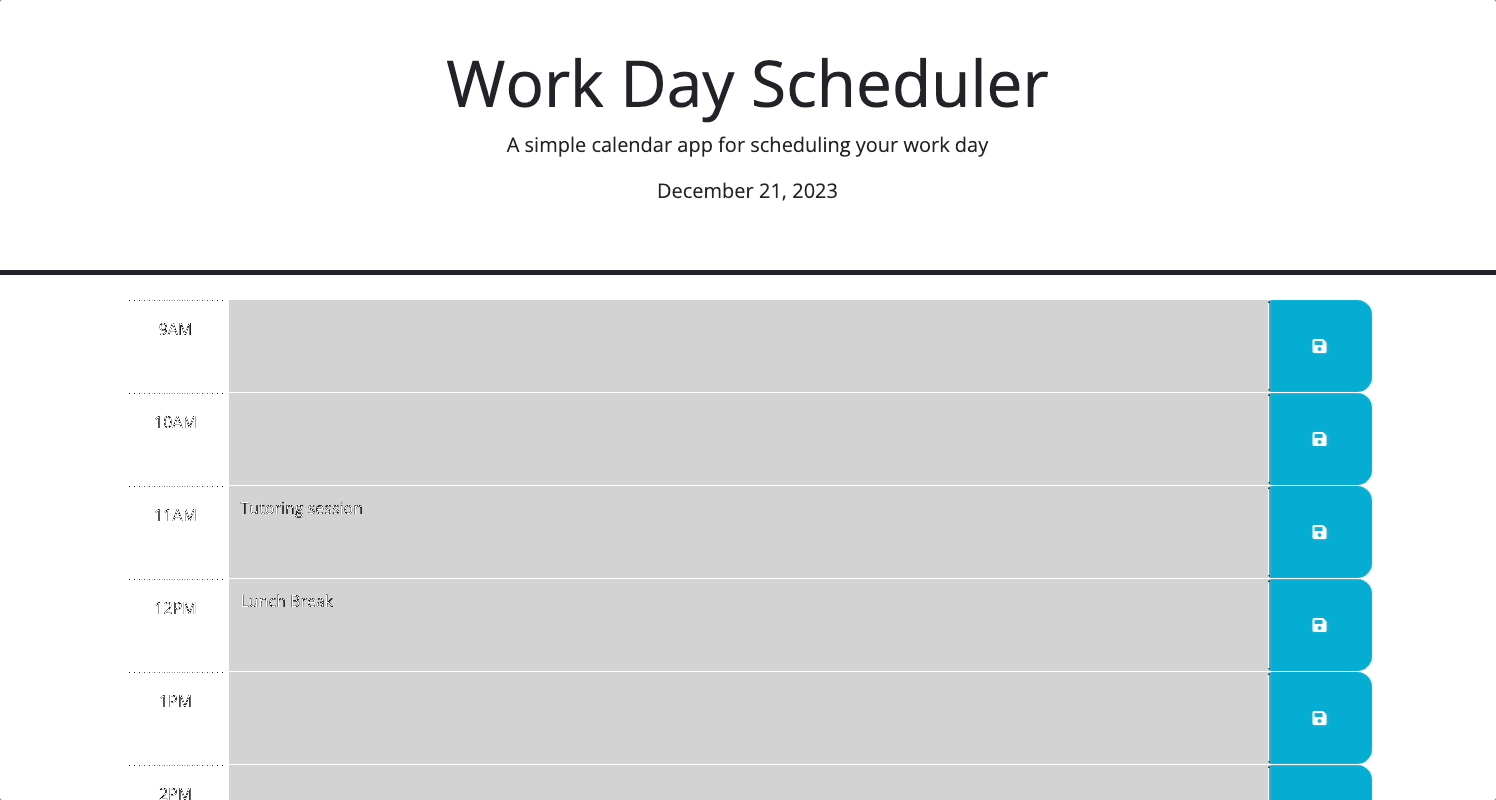 Work Day Scheduler
A simple calendar app for scheduling your work day
December 21, 2023
9AM
10AM
11AM
Tutoring session
12PM
Lunch Break
1PM
2PM